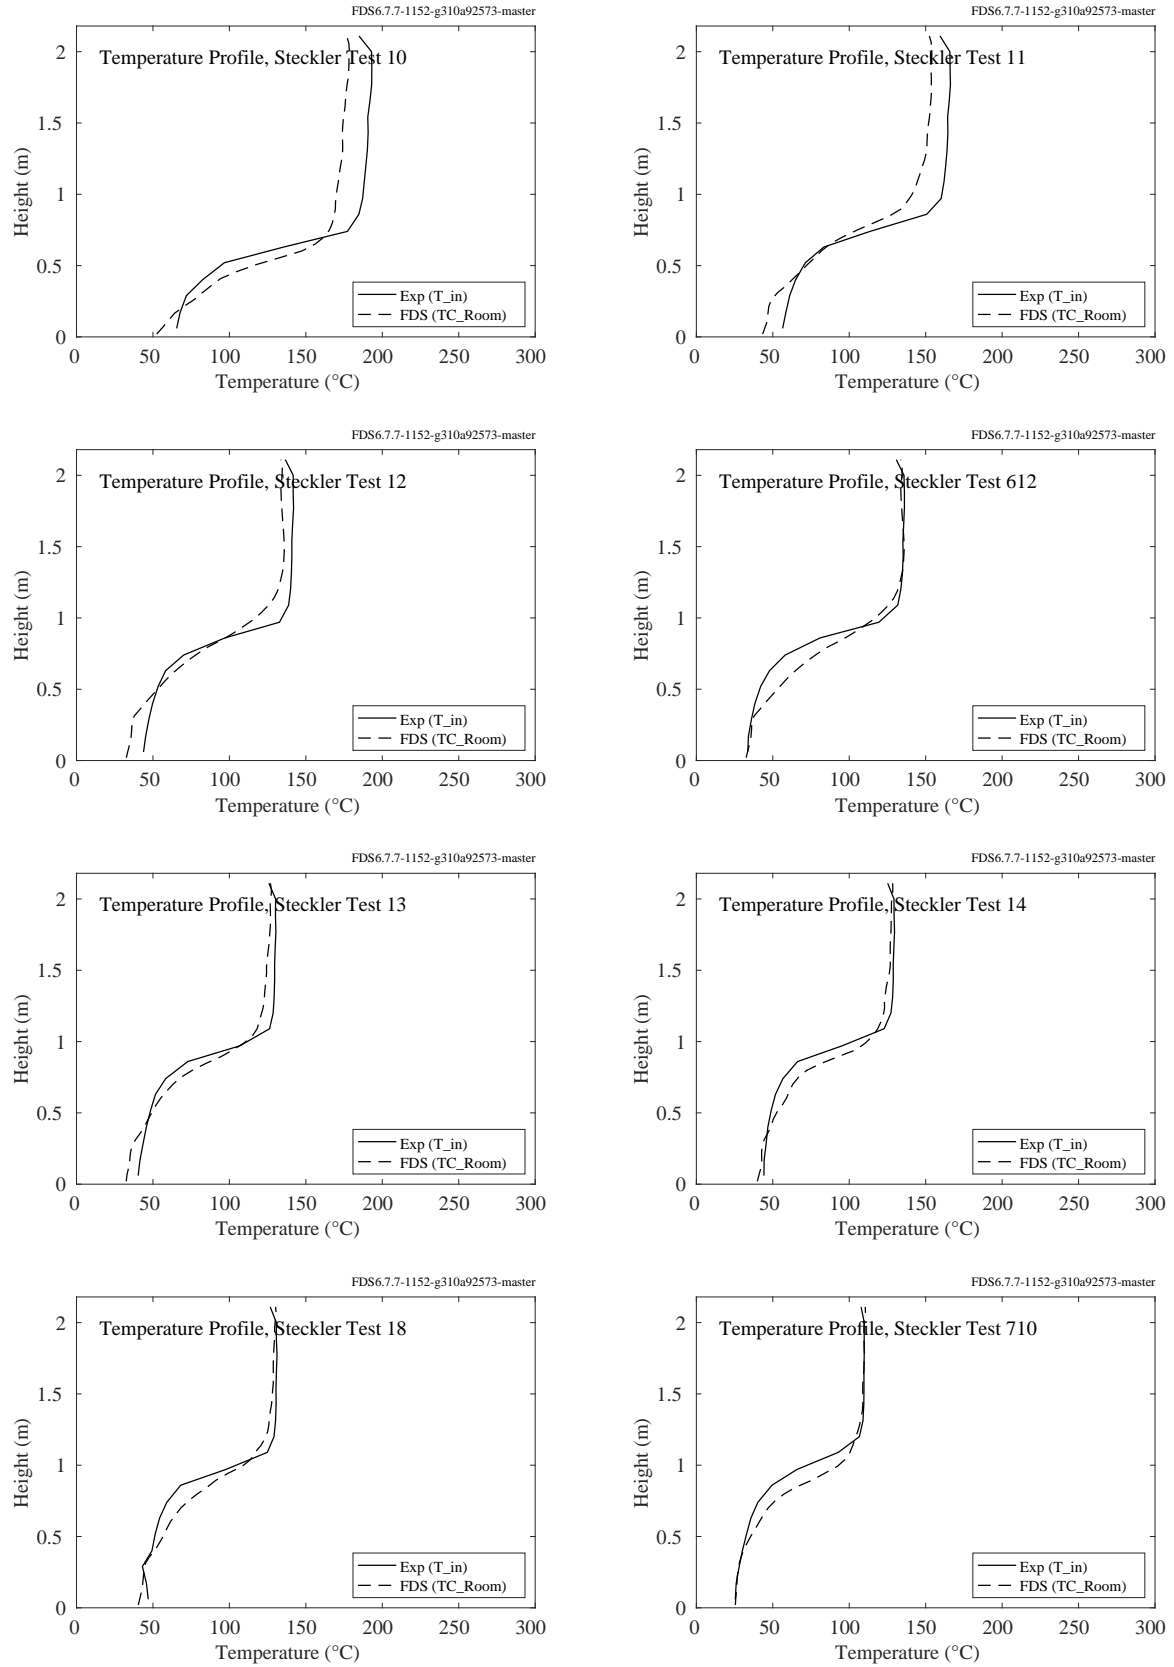 FDS6.7.7-1152-g310a92573-master
Temperature Profile, Steckler Test 10
Height (m)
2
1.5
1
0.5
0
Exp (T_in)
FDS (TC_Room)
0 50 100 150 200 250 300
Temperature (°C)
FDS6.7.7-1152-g310a92573-master
Temperature Profile, Steckler Test 11
Height (m)
2
1.5
1
0.5
0
Exp (T_in)
FDS (TC_Room)
0 50 100 150 200 250 300
Temperature (°C)
FDS6.7.7-1152-g310a92573-master
Temperature Profile, Steckler Test 12
Height (m)
2
1.5
1
0.5
0
Exp (T_in)
FDS (TC_Room)
0 50 100 150 200 250 300
Temperature (°C)
FDS6.7.7-1152-g310a92573-master
Temperature Profile, Steckler Test 612
Height (m)
2
1.5
1
0.5
0
Exp (T_in)
FDS (TC_Room)
0 50 100 150 200 250 300
Temperature (°C)
FDS6.7.7-1152-g310a92573-master
Temperature Profile, Steckler Test 13
Height (m)
2
1.5
1
0.5
0
Exp (T_in)
FDS (TC_Room)
0 50 100 150 200 250 300
Temperature (°C)
FDS6.7.7-1152-g310a92573-master
Temperature Profile, Steckler Test 14
Height (m)
2
1.5
1
0.5
0
Exp (T_in)
FDS (TC_Room)
0 50 100 150 200 250 300
Temperature (°C)
FDS6.7.7-1152-g310a92573-master
Temperature Profile, Steckler Test 18
Height (m)
2
1.5
1
0.5
0
Exp (T_in)
FDS (TC_Room)
0 50 100 150 200 250 300
Temperature (°C)
FDS6.7.7-1152-g310a92573-master
Temperature Profile, Steckler Test 710
Height (m)
2
1.5
1
0.5
0
Exp (T_in)
FDS (TC_Room)
0 50 100 150 200 250 300
Temperature (°C)